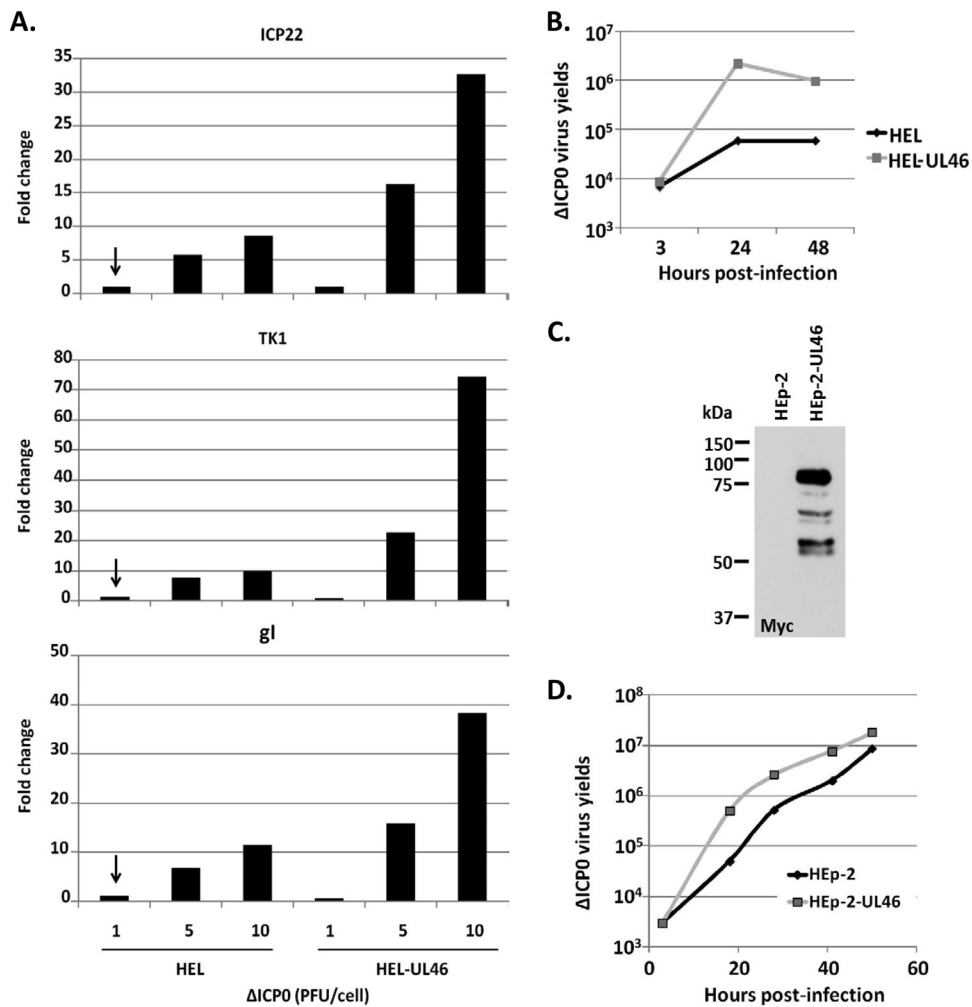 A.
ICP22
Fold change
35
30
25
20
15
10
5
0
TK1
Fold change
80
70
60
50
40
30
20
10
0
gI
Fold change
50
40
30
20
10
0
1 5 10 1 5 10
HEL HEL-UL46
ΔICP0 (PFU/cell)
B.
ΔICP0 virus yields
10⁷
10⁶
10⁵
10⁴
10³
3 24 48
Hours post-infection
HEL
HEL-UL46
C.
HEp-2
HEp-2-UL46
kDa
150
100
75
50
37
Myc
D.
ΔICP0 virus yields
10⁸
10⁷
10⁶
10⁵
10⁴
10³
HEp-2
HEp-2-UL46
0 20 40 60
Hours post-infection